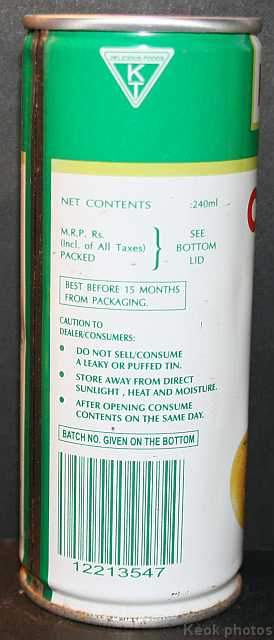 DELICIOUS FOODS
K
T
NET CONTENTS :240ml
M.R.P. Rs.
(Incl. of All Taxes)
PACKED
SEE
BOTTOM
LID
BEST BEFORE 15 MONTHS
FROM PACKAGING.
CAUTION TO
DEALER/CONSUMERS:
• DO NOT SELL/CONSUME
A LEAKY OR PUFFED TIN.
• STORE AWAY FROM DIRECT
SUNLIGHT , HEAT AND MOISTURE.
• AFTER OPENING CONSUME
CONTENTS ON THE SAME DAY.
BATCH NO. GIVEN ON THE BOTTOM
12213547
Keok photos